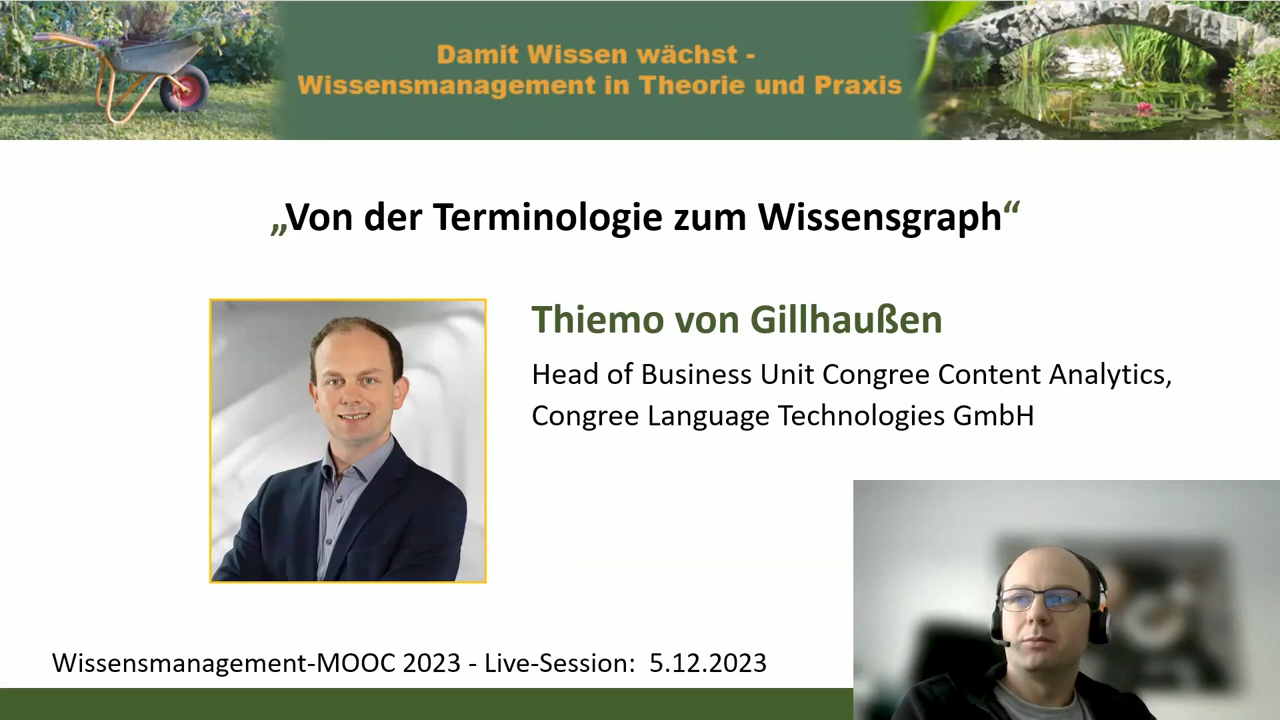 Damit Wissen wächst -
Wissensmanagement in Theorie und Praxis
„Von der Terminologie zum Wissensgraph“
Thiemo von Gillhaußen
Head of Business Unit Congree Content Analytics,
Congree Language Technologies GmbH
Wissensmanagement-MOOC 2023 - Live-Session: 5.12.2023